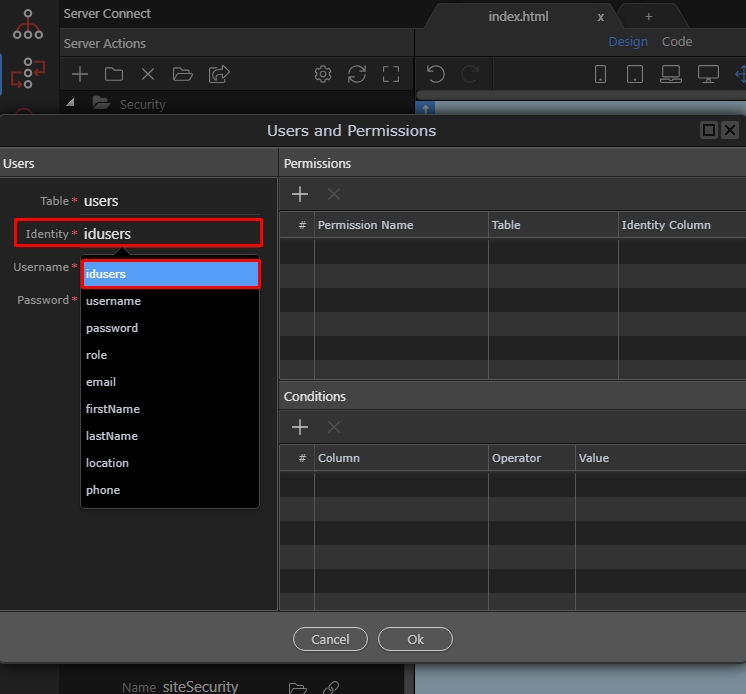 Server Connect
index.html x +
Server Actions
Design Code
Security
Users and Permissions
Users
Permissions
Table * users
Identity * idusers
# Permission Name Table Identity Column
Username *
idusers
Password *
username
password
role
email
firstName
lastName
location
phone
Conditions
# Column Operator Value
Cancel Ok
Name siteSecurity